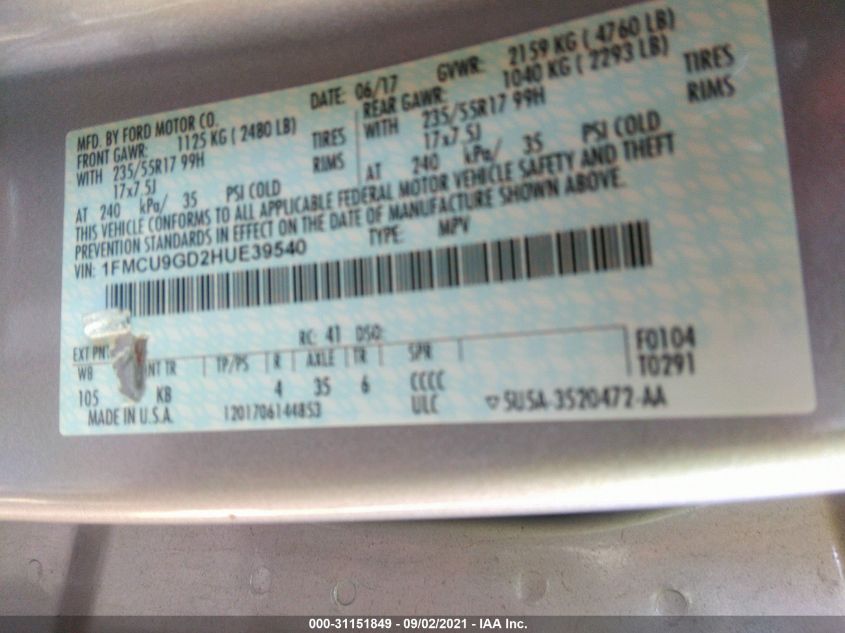 MFD. BY FORD MOTOR CO.
DATE: 06/17
GVWR: 2159 KG ( 4760 LB)
FRONT GAWR: 1125 KG ( 2480 LB)
REAR GAWR: 1040 KG ( 2293 LB)
WITH 235/55R17 99H TIRES
WITH 235/55R17 99H TIRES
17x7.5J RIMS
17x7.5J RIMS
AT 240 kPa/ 35 PSI COLD
AT 240 kPa/ 35 PSI COLD
THIS VEHICLE CONFORMS TO ALL APPLICABLE FEDERAL MOTOR VEHICLE SAFETY AND THEFT
PREVENTION STANDARDS IN EFFECT ON THE DATE OF MANUFACTURE SHOWN ABOVE.
VIN: 1FMCU9GD2HUE39540
TYPE: MPV
EXT PNT:
RC: 41 DSO:
F0104
WB NT TR TP/PS R AXLE TR SPR
T0291
105 KB 4 35 6 CCCC
MADE IN U.S.A.
1201706144853
ULC
5U5A-3520472-AA
000-31151849 - 09/02/2021 - IAA Inc.